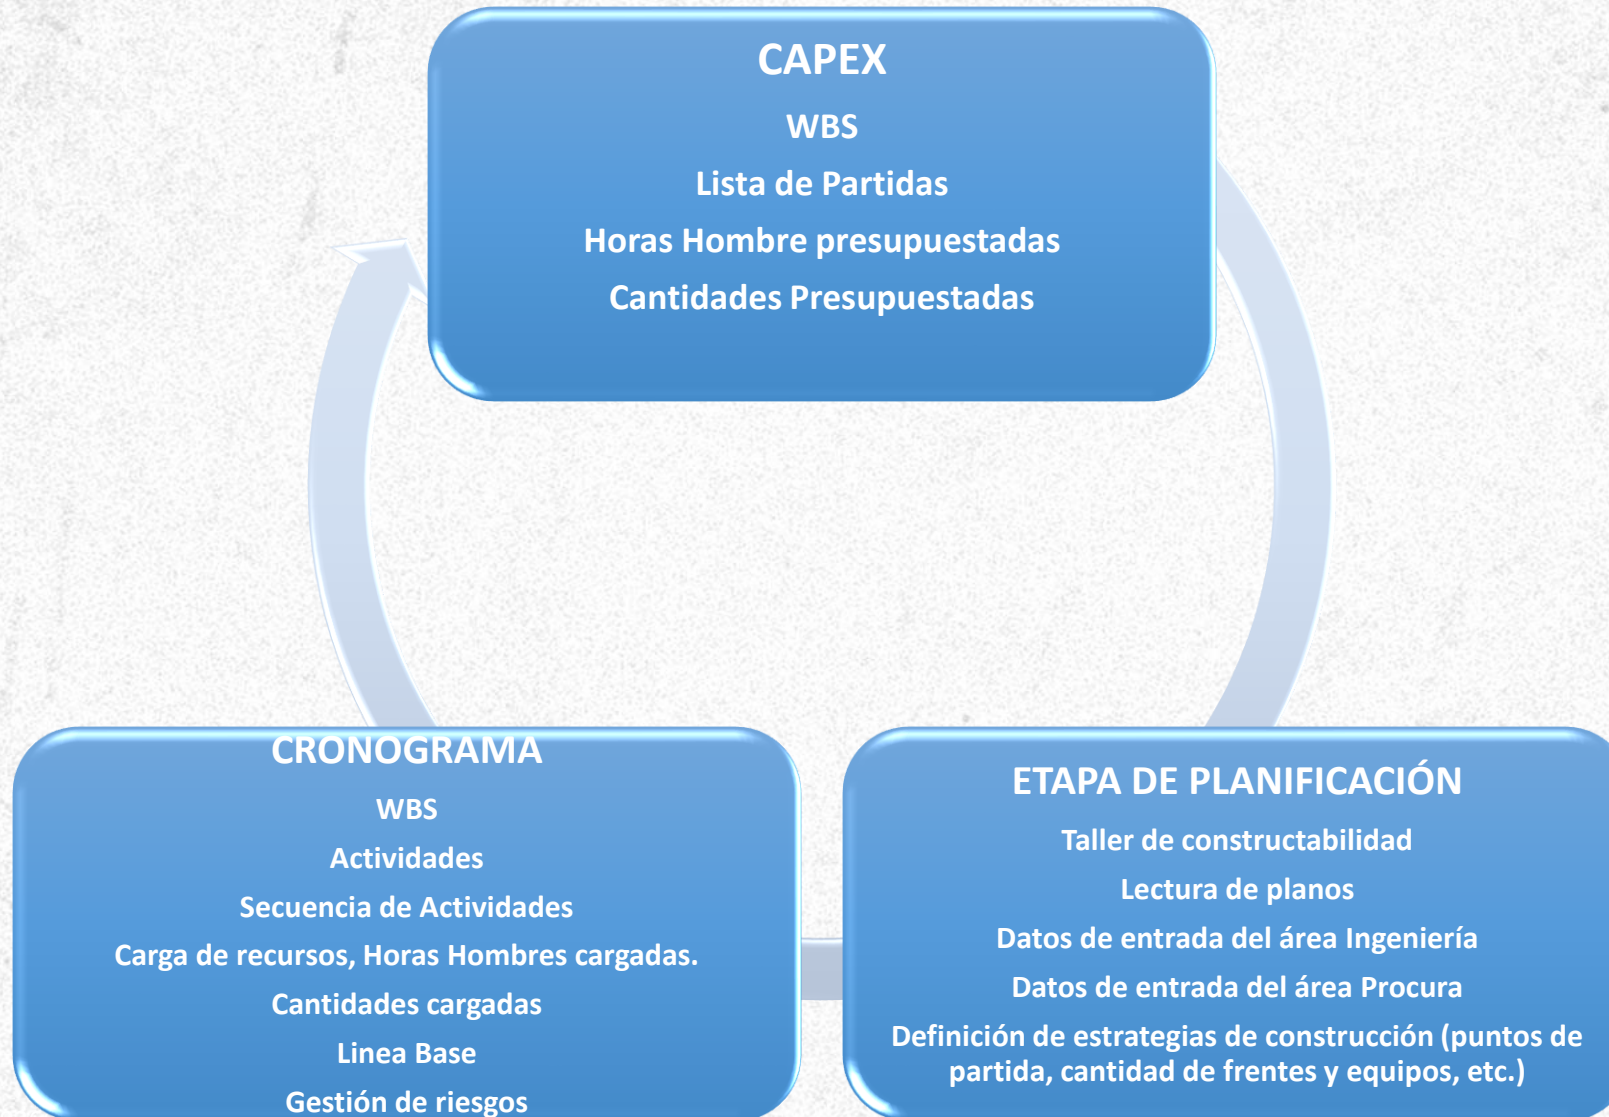 CAPEX
WBS
Lista de Partidas
Horas Hombre presupuestadas
Cantidades Presupuestadas
CRONOGRAMA
WBS
Actividades
Secuencia de Actividades
Carga de recursos, Horas Hombres cargadas.
Cantidades cargadas
Linea Base
Gestión de riesgos
ETAPA DE PLANIFICACIÓN
Taller de constructabilidad
Lectura de planos
Datos de entrada del área Ingeniería
Datos de entrada del área Procura
Definición de estrategias de construcción (puntos de
partida, cantidad de frentes y equipos, etc.)